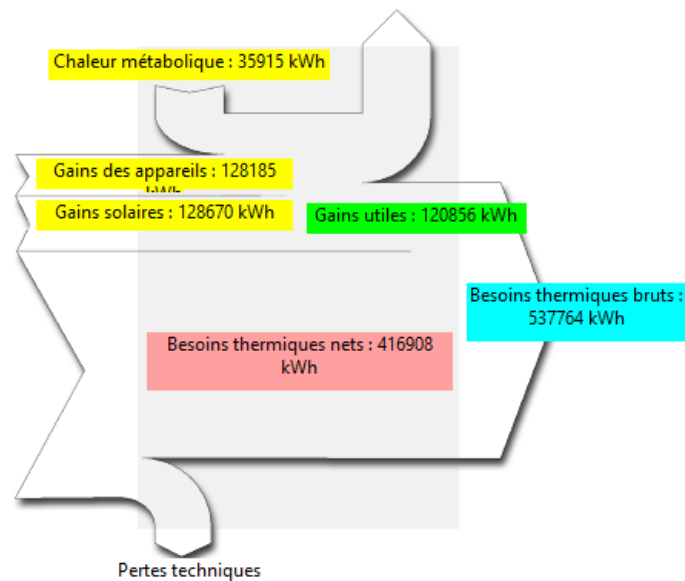 Chaleur métabolique : 35915 kWh
Gains des appareils : 128185
kWh
Gains solaires : 128670 kWh
Gains utiles : 120856 kWh
Besoins thermiques bruts :
537764 kWh
Besoins thermiques nets : 416908
kWh
Pertes techniques